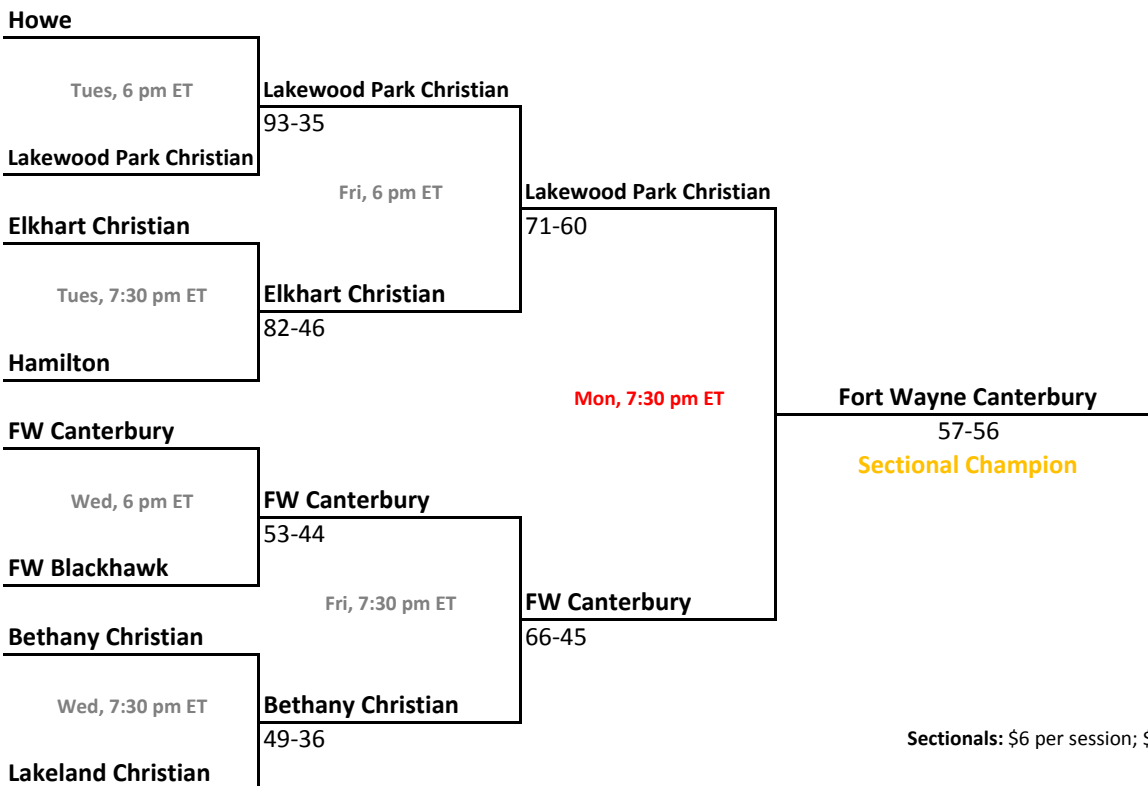 Howe
Tues, 6 pm ET
Lakewood Park Christian
93-35
Lakewood Park Christian
Fri, 6 pm ET
Lakewood Park Christian
71-60
Elkhart Christian
Tues, 7:30 pm ET
Elkhart Christian
82-46
Hamilton
Mon, 7:30 pm ET
Fort Wayne Canterbury
57-56
Sectional Champion
FW Canterbury
Wed, 6 pm ET
FW Canterbury
53-44
FW Blackhawk
Fri, 7:30 pm ET
FW Canterbury
66-45
Bethany Christian
Wed, 7:30 pm ET
Bethany Christian
49-36
Sectionals: $6 per session; $
Lakeland Christian